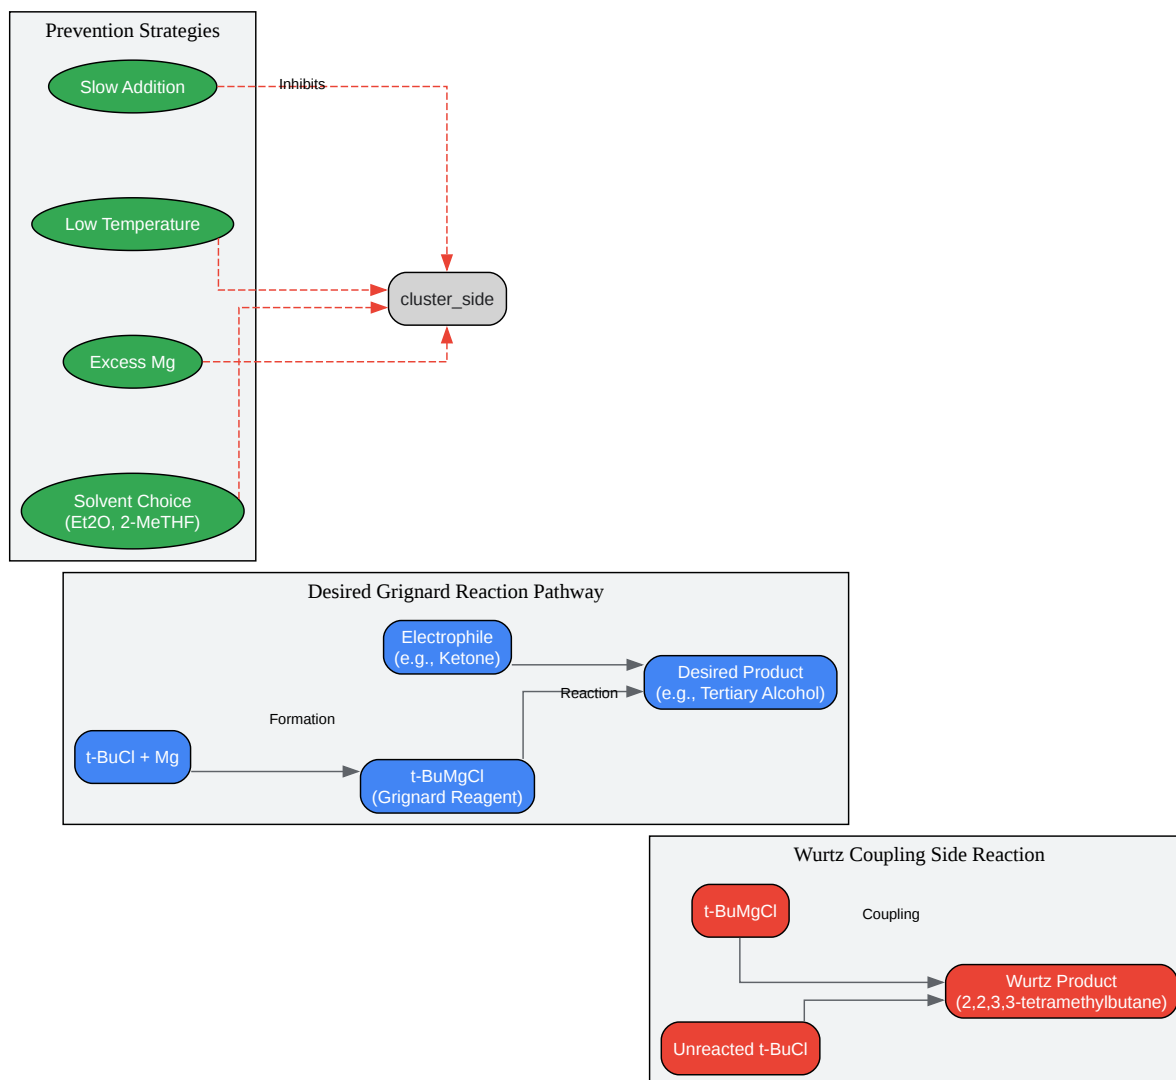 Prevention Strategies
Slow Addition
Inhibits
Low Temperature
cluster_side
Excess Mg
Solvent Choice
(Et2O, 2-MeTHF)
Desired Grignard Reaction Pathway
Electrophile
(e.g., Ketone)
Desired Product
(e.g., Tertiary Alcohol)
Reaction
Formation
t-BuCl + Mg
t-BuMgCl
(Grignard Reagent)
Wurtz Coupling Side Reaction
t-BuMgCl
Coupling
Wurtz Product
(2,2,3,3-tetramethylbutane)
Unreacted t-BuCl